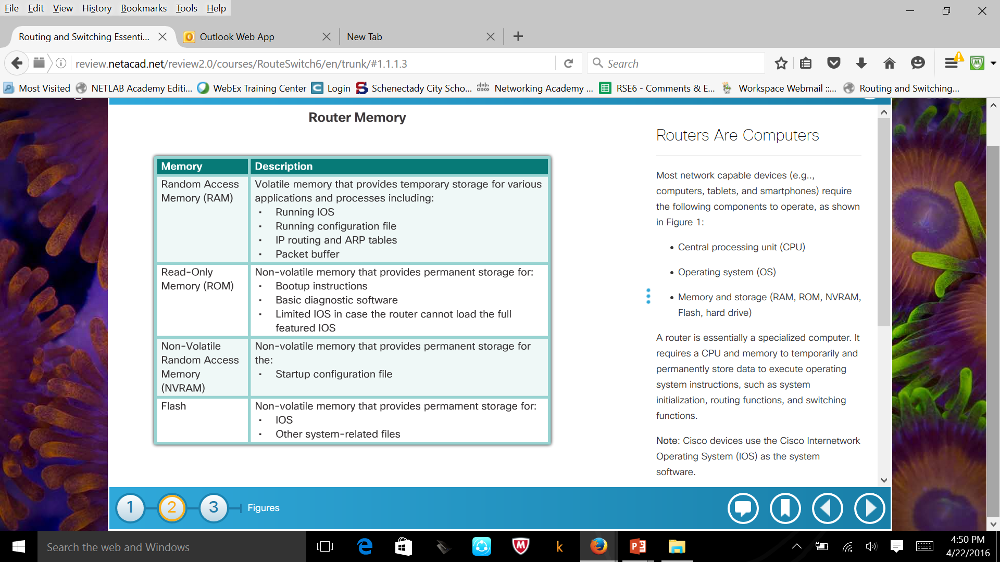 File Edit View History Bookmarks Tools Help
Routing and Switching Essenti...
Outlook Web App
New Tab
review.netacad.net/review2.0/courses/RouteSwitch6/en/trunk/#1.1.1.3
Search
Most Visited
NETLAB Academy Editi...
WebEx Training Center
Login
Schenectady City Scho...
Networking Academy ...
RSE6 - Comments & E...
Workspace Webmail ::...
Routing and Switching...
Router Memory
Memory Description
Random Access
Memory (RAM)
Volatile memory that provides temporary storage for various
applications and processes including:
· Running IOS
· Running configuration file
· IP routing and ARP tables
· Packet buffer
Read-Only
Memory (ROM)
Non-volatile memory that provides permanent storage for:
· Bootup instructions
· Basic diagnostic software
· Limited IOS in case the router cannot load the full
featured IOS
Non-Volatile
Random Access
Memory
(NVRAM)
Non-volatile memory that provides permanent storage for
the:
· Startup configuration file
Flash
Non-volatile memory that provides permament storage for:
· IOS
· Other system-related files
Routers Are Computers
Most network capable devices (e.g..,
computers, tablets, and smartphones) require
the following components to operate, as shown
in Figure 1:
• Central processing unit (CPU)
• Operating system (OS)
• Memory and storage (RAM, ROM, NVRAM,
Flash, hard drive)
A router is essentially a specialized computer. It
requires a CPU and memory to temporarily and
permanently store data to execute operating
system instructions, such as system
initialization, routing functions, and switching
functions.
Note: Cisco devices use the Cisco Internetwork
Operating System (IOS) as the system
software.
1 2 3 Figures
Search the web and Windows
4:50 PM
4/22/2016